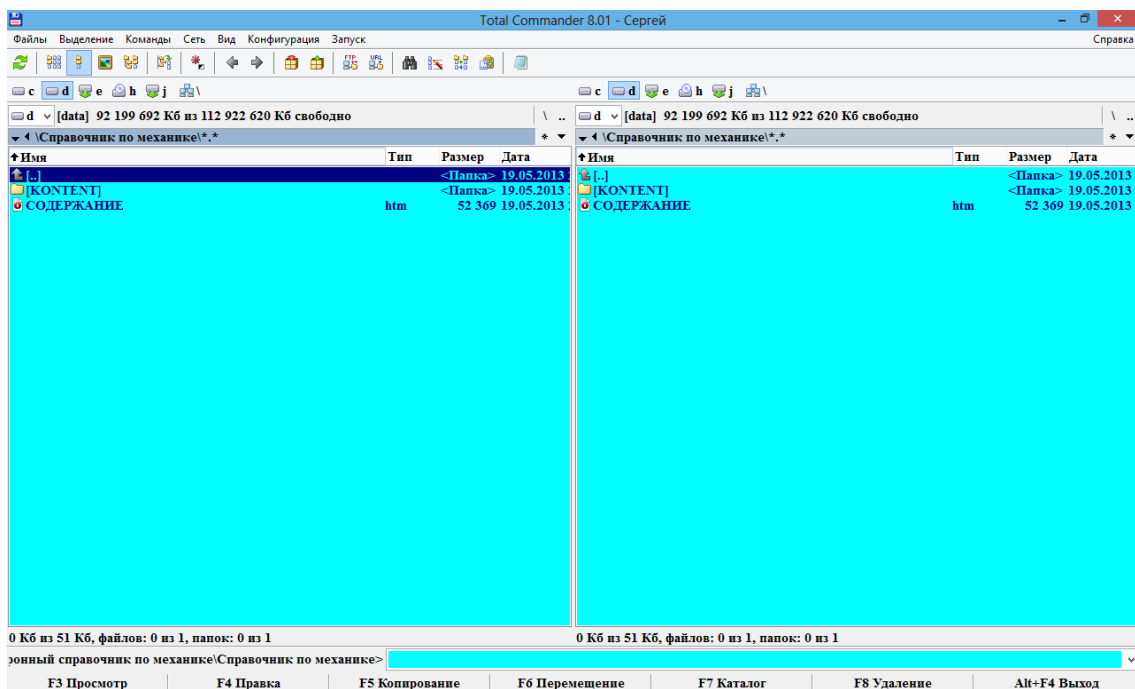 Total Commander 8.01 - Сергей
Файлы Выделение Команды Сеть Вид Конфигурация Запуск Справка
FTP URL
c d e h j \ c d e h j \
d [data] 92 199 692 Кб из 112 922 620 Кб свободно \ .. d [data] 92 199 692 Кб из 112 922 620 Кб свободно \ ..
\Справочник по механике\*.* * \Справочник по механике\*.* *
Имя Тип Размер Дата Имя Тип Размер Дата
[..] <Папка> 19.05.2013 [..] <Папка> 19.05.2013
[KONTENT] <Папка> 19.05.2013 [KONTENT] <Папка> 19.05.2013
СОДЕРЖАНИЕ htm 52 369 19.05.2013 СОДЕРЖАНИЕ htm 52 369 19.05.2013
0 Кб из 51 Кб, файлов: 0 из 1, папок: 0 из 1 0 Кб из 51 Кб, файлов: 0 из 1, папок: 0 из 1
ронный справочник по механике\Справочник по механике>
F3 Просмотр F4 Правка F5 Копирование F6 Перемещение F7 Каталог F8 Удаление Alt+F4 Выход